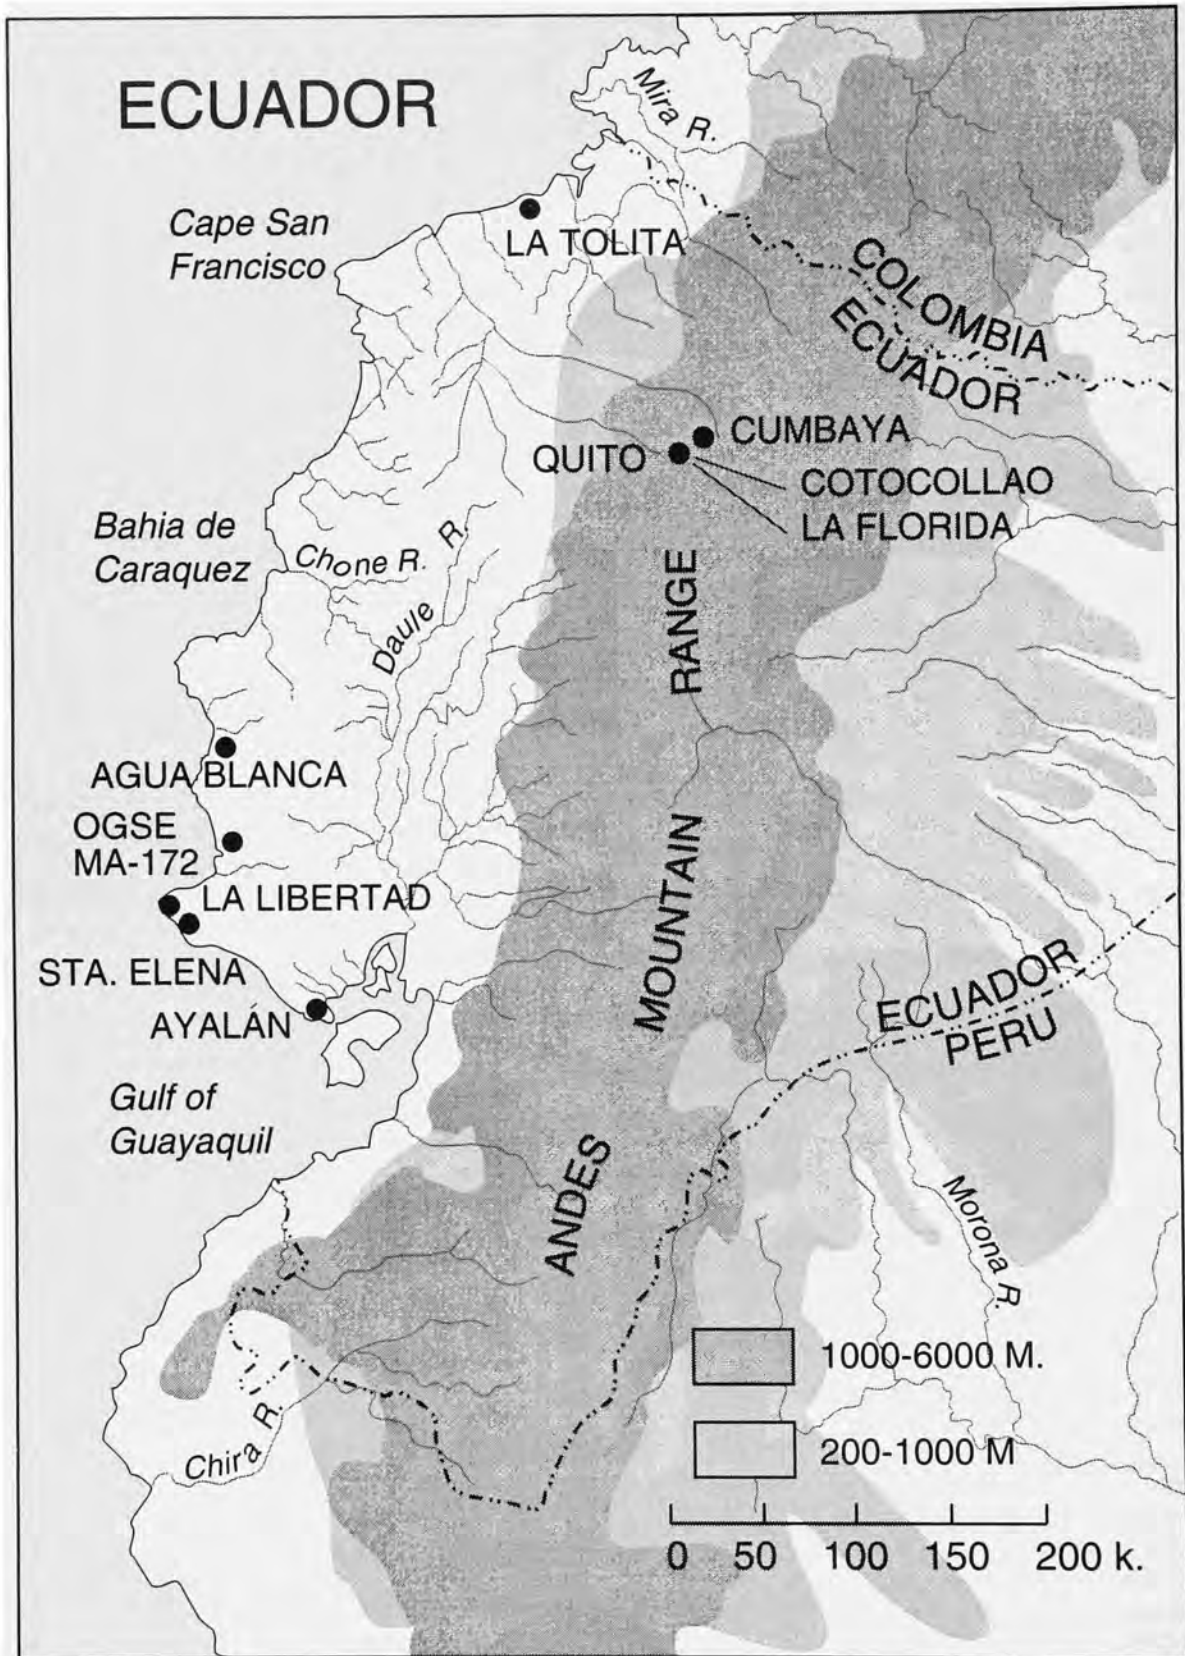 ECUADOR
Mira R.
Cape San
Francisco
LA TOLITA
COLOMBIA
ECUADOR
CUMBAYA
QUITO
COTOCOLLAO
LA FLORIDA
Bahia de
Caraquez
Chone R.
Daule R.
RANGE
AGUA BLANCA
OGSE
MA-172
LA LIBERTAD
MOUNTAIN
STA. ELENA
AYALÁN
ECUADOR
PERU
Gulf of
Guayaquil
ANDES
Morona R.
1000-6000 M.
Chira R.
200-1000 M
0 50 100 150 200 k.